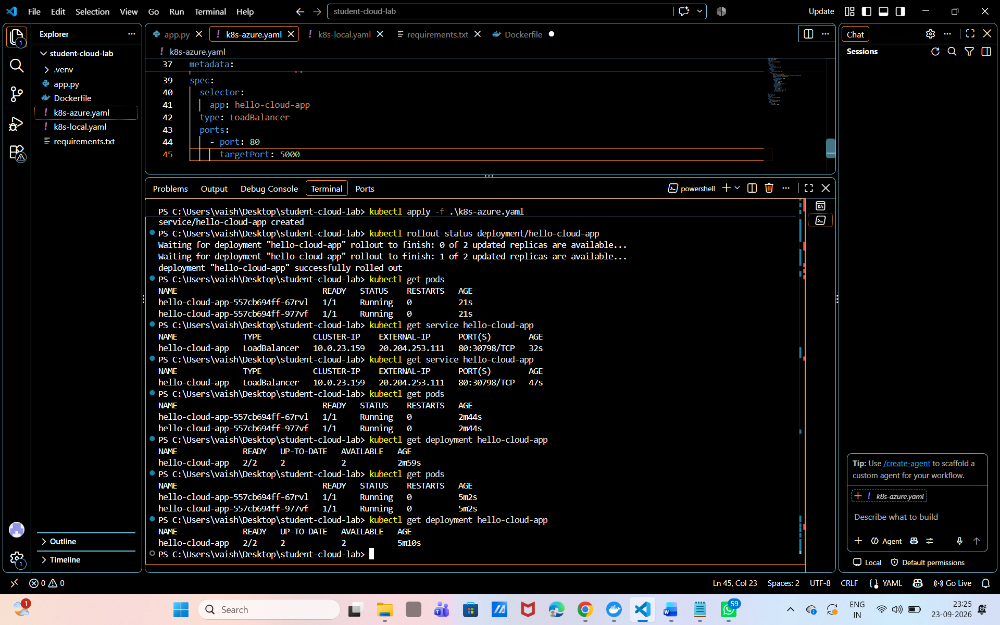 File Edit Selection View Go Run Terminal Help
student-cloud-lab
Update
Explorer
student-cloud-lab
.venv
app.py
Dockerfile
k8s-azure.yaml
k8s-local.yaml
requirements.txt
Outline
Timeline
app.py
! k8s-azure.yaml
! k8s-local.yaml
requirements.txt
Dockerfile
! k8s-azure.yaml
37 metadata:
39 spec:
40 selector:
41 app: hello-cloud-app
42 type: LoadBalancer
43 ports:
44 - port: 80
45 targetPort: 5000
Problems Output Debug Console Terminal Ports
powershell
PS C:\Users\vaish\Desktop\student-cloud-lab> kubectl apply -f .\k8s-azure.yaml
service/hello-cloud-app created
PS C:\Users\vaish\Desktop\student-cloud-lab> kubectl rollout status deployment/hello-cloud-app
Waiting for deployment "hello-cloud-app" rollout to finish: 0 of 2 updated replicas are available...
Waiting for deployment "hello-cloud-app" rollout to finish: 1 of 2 updated replicas are available...
deployment "hello-cloud-app" successfully rolled out
PS C:\Users\vaish\Desktop\student-cloud-lab> kubectl get pods
NAME READY STATUS RESTARTS AGE
hello-cloud-app-557cb694ff-67rvl 1/1 Running 0 21s
hello-cloud-app-557cb694ff-977vf 1/1 Running 0 21s
PS C:\Users\vaish\Desktop\student-cloud-lab> kubectl get service hello-cloud-app
NAME TYPE CLUSTER-IP EXTERNAL-IP PORT(S) AGE
hello-cloud-app LoadBalancer 10.0.23.159 20.204.253.111 80:30798/TCP 32s
PS C:\Users\vaish\Desktop\student-cloud-lab> kubectl get service hello-cloud-app
NAME TYPE CLUSTER-IP EXTERNAL-IP PORT(S) AGE
hello-cloud-app LoadBalancer 10.0.23.159 20.204.253.111 80:30798/TCP 47s
PS C:\Users\vaish\Desktop\student-cloud-lab> kubectl get pods
NAME READY STATUS RESTARTS AGE
hello-cloud-app-557cb694ff-67rvl 1/1 Running 0 2m44s
hello-cloud-app-557cb694ff-977vf 1/1 Running 0 2m44s
PS C:\Users\vaish\Desktop\student-cloud-lab> kubectl get deployment hello-cloud-app
NAME READY UP-TO-DATE AVAILABLE AGE
hello-cloud-app 2/2 2 2 2m59s
PS C:\Users\vaish\Desktop\student-cloud-lab> kubectl get pods
NAME READY STATUS RESTARTS AGE
hello-cloud-app-557cb694ff-67rvl 1/1 Running 0 5m2s
hello-cloud-app-557cb694ff-977vf 1/1 Running 0 5m2s
PS C:\Users\vaish\Desktop\student-cloud-lab> kubectl get deployment hello-cloud-app
NAME READY UP-TO-DATE AVAILABLE AGE
hello-cloud-app 2/2 2 2 5m10s
PS C:\Users\vaish\Desktop\student-cloud-lab>
Chat
Sessions
Tip: Use /create-agent to scaffold a
custom agent for your workflow.
! k8s-azure.yaml
Describe what to build
Agent
Local Default permissions
0 0
Ln 45, Col 23 Spaces: 2 UTF-8 CRLF YAML Go Live
1
Search
59
ENG
IN
23:25
23-09-2026